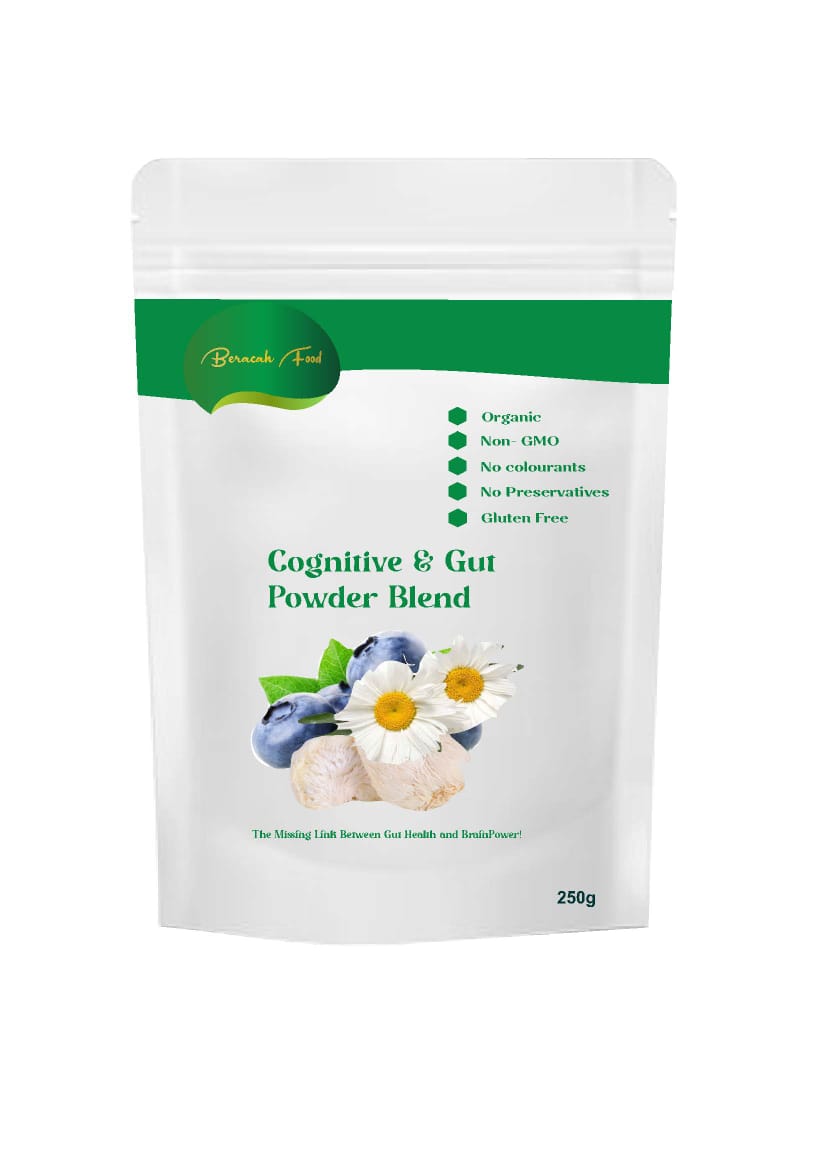 Beracah Food
Organic
Non- GMO
No colourants
No Preservatives
Gluten Free
Cognitive & Gut
Powder Blend
The Missing Link Between Gut Health and BrainPower!
250g